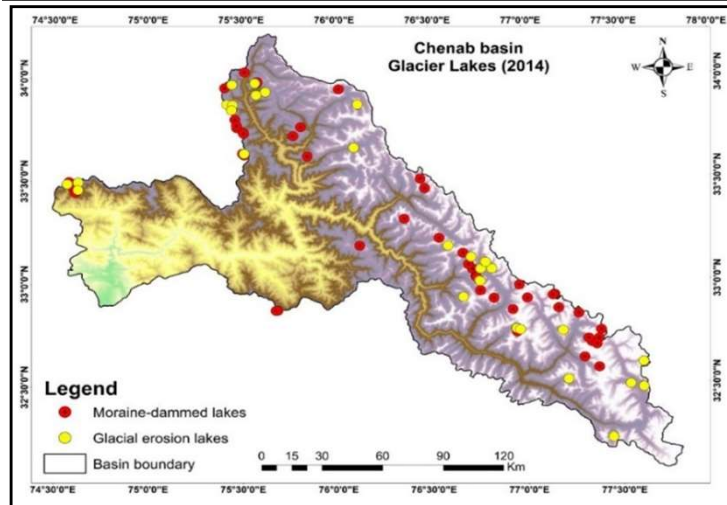 74°30'0"E 75°0'0"E 75°30'0"E 76°0'0"E 76°30'0"E 77°0'0"E 77°30'0"E 78°0'0"E
Chenab basin
Glacier Lakes (2014)
N
W E
S
34°0'0"N 34°0'0"N
33°30'0"N 33°30'0"N
33°0'0"N 33°0'0"N
32°30'0"N 32°30'0"N
Legend
Moraine-dammed lakes
Glacial erosion lakes
Basin boundary
0 15 30 60 90 120
Km
74°30'0"E 75°0'0"E 75°30'0"E 76°0'0"E 76°30'0"E 77°0'0"E 77°30'0"E